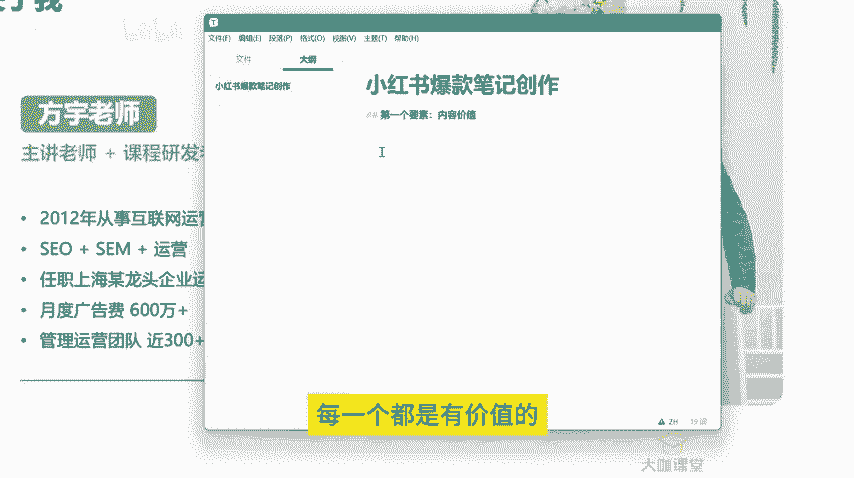 于我
T
文件(F) 编辑(E) 段落(P) 格式(O) 视图(V) 主题(T) 帮助(H)
文件
大纲
小红书爆款笔记创作
小红书爆款笔记创作
## 第一个要素：内容价值
方宇老师
主讲老师 + 课程研发
2012年从事互联网运
SEO + SEM + 运营
任职上海某龙头企业运
月度广告费 600万+
管理运营团队 近300+
每一个都是有价值的
ZH
19 词
大咖课堂